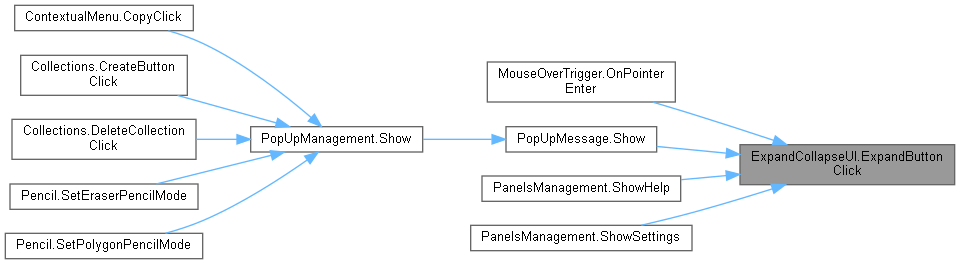 ContextualMenu.CopyClick
Collections.CreateButton
Click
Collections.DeleteCollection
Click
Pencil.SetEraserPencilMode
Pencil.SetPolygonPencilMode
PopUpManagement.Show
MouseOverTrigger.OnPointer
Enter
PopUpMessage.Show
PanelsManagement.ShowHelp
PanelsManagement.ShowSettings
ExpandCollapseUI.ExpandButton
Click